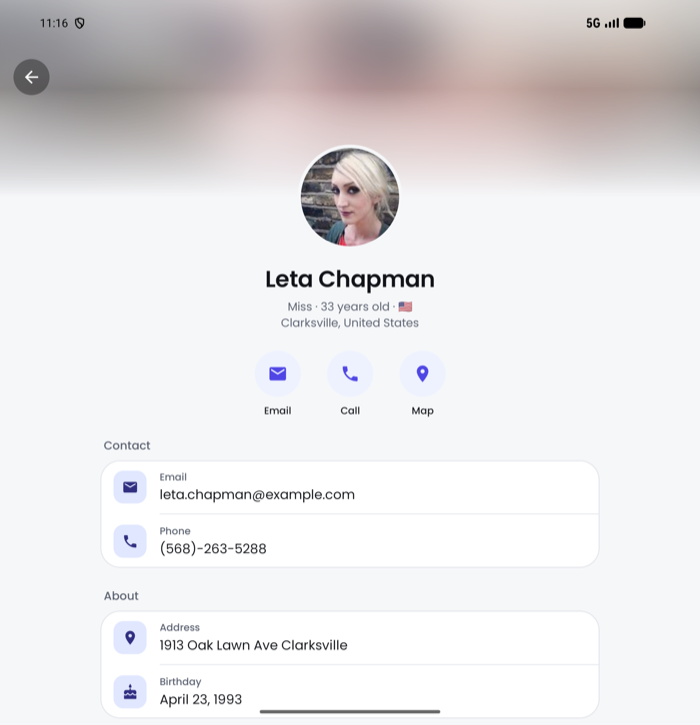 11:16
5G
Leta Chapman
Miss · 33 years old · 🇺🇸
Clarksville, United States
Email
Call
Map
Contact
Email
leta.chapman@example.com
Phone
(568)-263-5288
About
Address
1913 Oak Lawn Ave Clarksville
Birthday
April 23, 1993